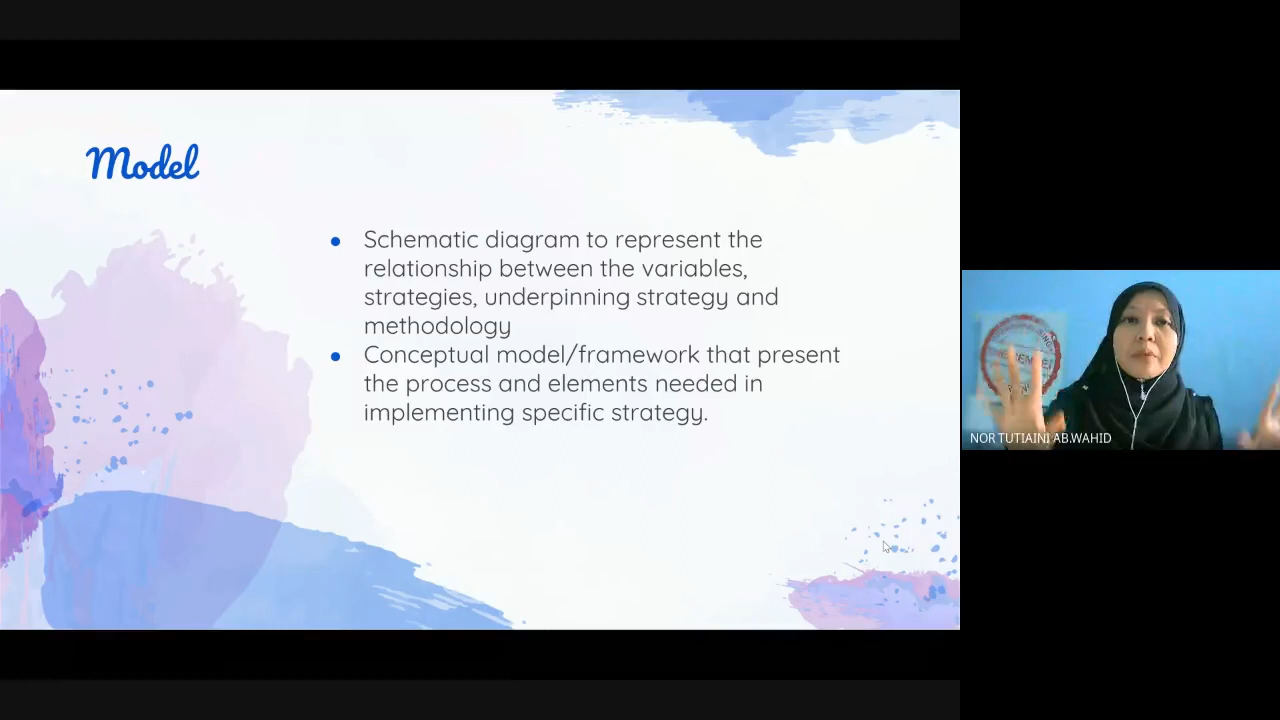 Model
● Schematic diagram to represent the
relationship between the variables,
strategies, underpinning strategy and
methodology
● Conceptual model/framework that present
the process and elements needed in
implementing specific strategy.
NOR TUTIAINI AB.WAHID